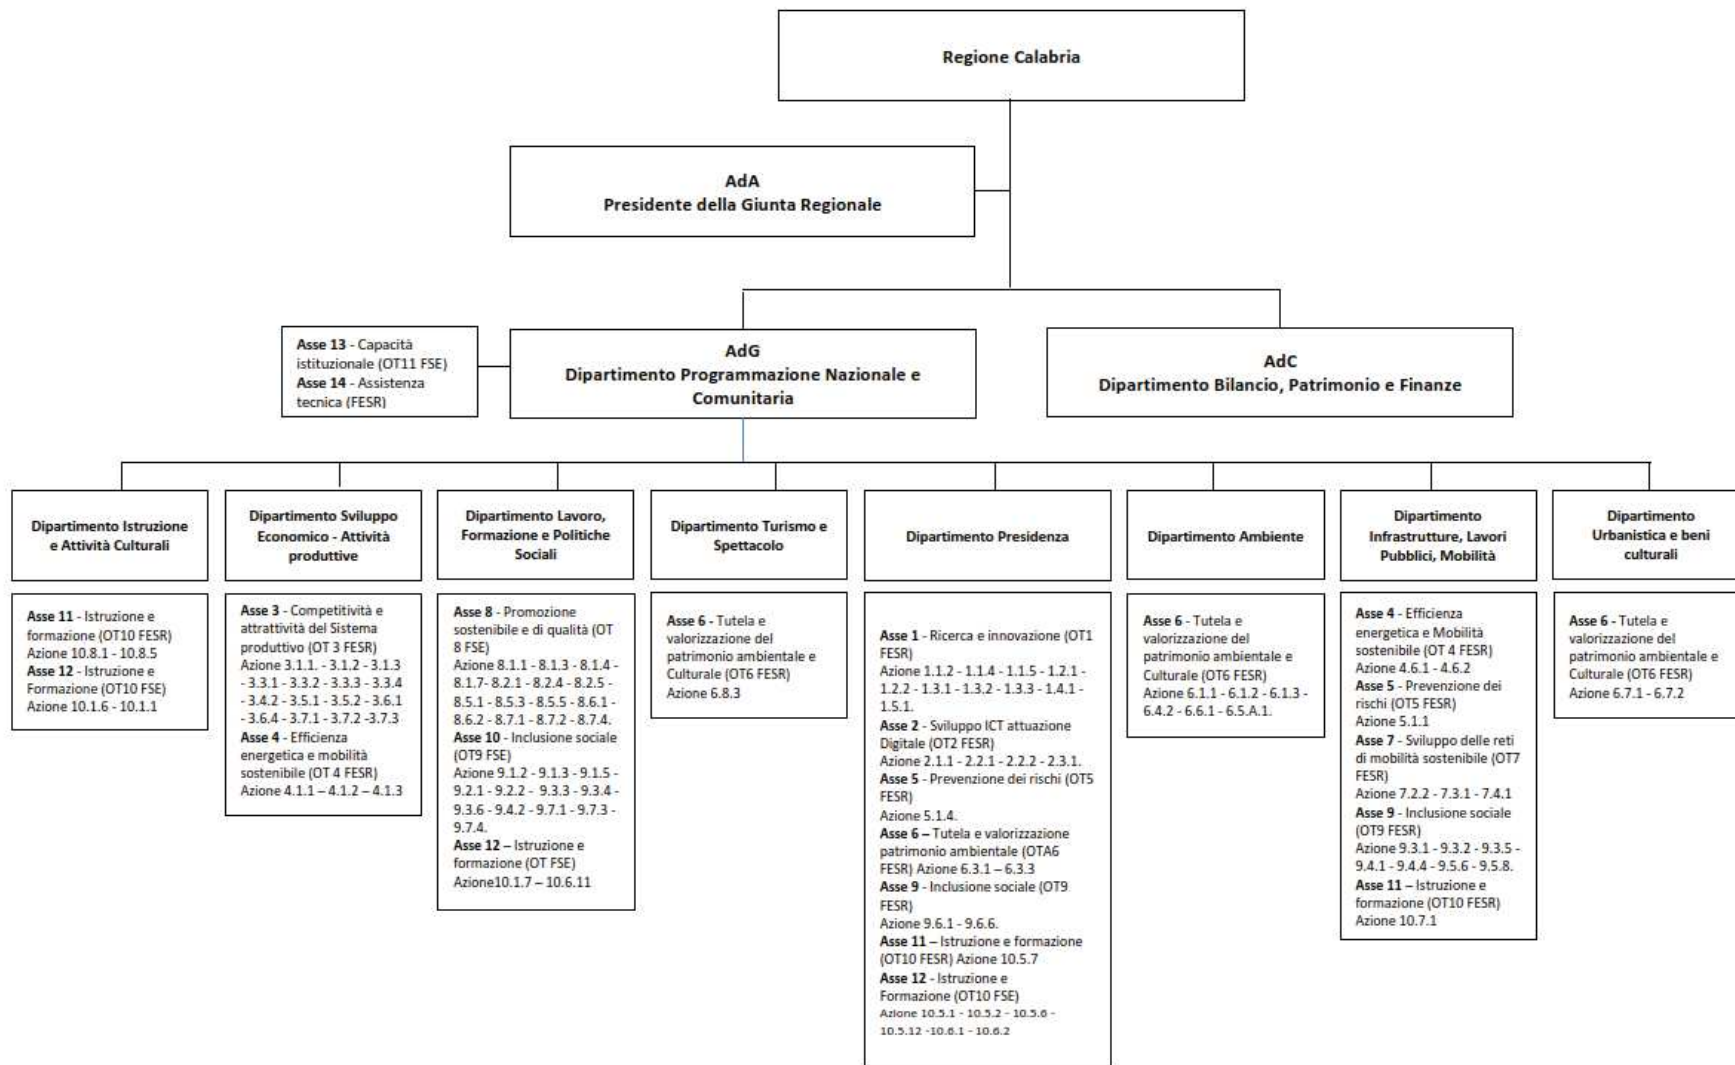 Regione Calabria
AdA
Presidente della Giunta Regionale
Asse 13 - Capacità
istituzionale (OT11 FSE)
Asse 14 - Assistenza
tecnica (FESR)
AdG
Dipartimento Programmazione Nazionale e
Comunitaria
AdC
Dipartimento Bilancio, Patrimonio e Finanze
Dipartimento Istruzione
e Attività Culturali
Dipartimento Sviluppo
Economico - Attività
produttive
Dipartimento Lavoro,
Formazione e Politiche
Sociali
Dipartimento Turismo e
Spettacolo
Dipartimento Presidenza
Dipartimento Ambiente
Dipartimento
Infrastrutture, Lavori
Pubblici, Mobilità
Dipartimento
Urbanistica e beni
culturali
Asse 11 - Istruzione e
formazione (OT10 FESR)
Azione 10.8.1 - 10.8.5
Asse 12 - Istruzione e
Formazione (OT10 FSE)
Azione 10.1.6 - 10.1.1
Asse 3 - Competitività e
attrattività del Sistema
produttivo (OT 3 FESR)
Azione 3.1.1. - 3.1.2 - 3.1.3
- 3.3.1 - 3.3.2 - 3.3.3 - 3.3.4
- 3.4.2 - 3.5.1 - 3.5.2 - 3.6.1
- 3.6.4 - 3.7.1 - 3.7.2 -3.7.3
Asse 4 - Efficienza
energetica e mobilità
sostenibile (OT 4 FESR)
Azione 4.1.1 – 4.1.2 – 4.1.3
Asse 8 - Promozione
sostenibile e di qualità (OT
8 FSE)
Azione 8.1.1 - 8.1.3 - 8.1.4 -
8.1.7- 8.2.1 - 8.2.4 - 8.2.5 -
8.5.1 - 8.5.3 - 8.5.5 - 8.6.1 -
8.6.2 - 8.7.1 - 8.7.2 - 8.7.4.
Asse 10 - Inclusione sociale
(OT9 FSE)
Azione 9.1.2 - 9.1.3 - 9.1.5 -
9.2.1 - 9.2.2 - 9.3.3 - 9.3.4 -
9.3.6 - 9.4.2 - 9.7.1 - 9.7.3 -
9.7.4.
Asse 12 – Istruzione e
formazione (OT FSE)
Azione10.1.7 – 10.6.11
Asse 6 - Tutela e
valorizzazione del
patrimonio ambientale e
Culturale (OT6 FESR)
Azione 6.8.3
Asse 1 - Ricerca e innovazione (OT1
FESR)
Azione 1.1.2 - 1.1.4 - 1.1.5 - 1.2.1 -
1.2.2 - 1.3.1 - 1.3.2 - 1.3.3 - 1.4.1 -
1.5.1.
Asse 2 - Sviluppo ICT attuazione
Digitale (OT2 FESR)
Azione 2.1.1 - 2.2.1 - 2.2.2 - 2.3.1.
Asse 5 - Prevenzione dei rischi (OT5
FESR)
Azione 5.1.4.
Asse 6 – Tutela e valorizzazione
patrimonio ambientale (OTA6
FESR) Azione 6.3.1 – 6.3.3
Asse 9 - Inclusione sociale (OT9
FESR)
Azione 9.6.1 - 9.6.6.
Asse 11 – Istruzione e formazione
(OT10 FESR) Azione 10.5.7
Asse 12 - Istruzione e
Formazione (OT10 FSE)
Azione 10.5.1 - 10.5.2 - 10.5.6 -
10.5.12 -10.6.1 - 10.6.2
Asse 6 - Tutela e
valorizzazione del
patrimonio ambientale e
Culturale (OT6 FESR)
Azione 6.1.1 - 6.1.2 - 6.1.3 -
6.4.2 - 6.6.1 - 6.5.A.1.
Asse 4 - Efficienza
energetica e Mobilità
sostenibile (OT 4 FESR)
Azione 4.6.1 - 4.6.2
Asse 5 - Prevenzione dei
rischi (OT5 FESR)
Azione 5.1.1
Asse 7 - Sviluppo delle reti
di mobilità sostenibile (OT7
FESR)
Azione 7.2.2 - 7.3.1 - 7.4.1
Asse 9 - Inclusione sociale
(OT9 FESR)
Azione 9.3.1 - 9.3.2 - 9.3.5 -
9.4.1 - 9.4.4 - 9.5.6 - 9.5.8.
Asse 11 – Istruzione e
formazione (OT10 FESR)
Azione 10.7.1
Asse 6 - Tutela e
valorizzazione del
patrimonio ambientale e
Culturale (OT6 FESR)
Azione 6.7.1 - 6.7.2